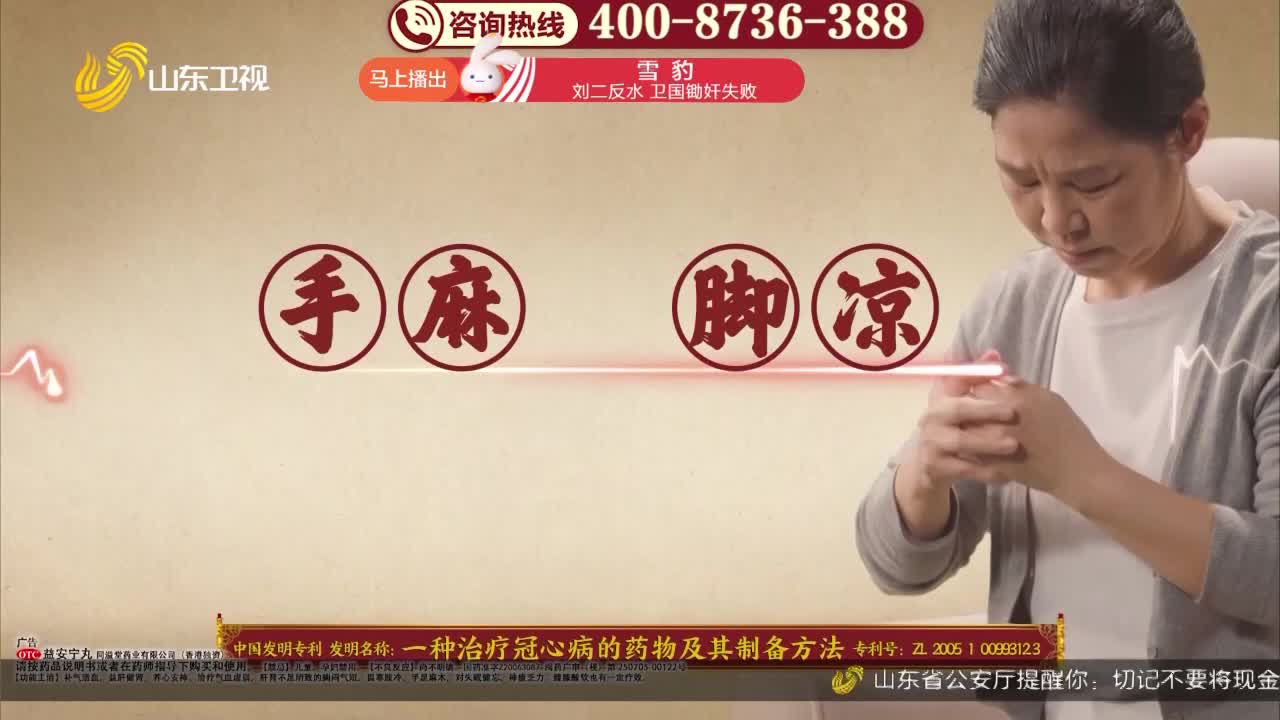 咨询热线 400-8736-388
山东卫视
马上播出
雪豹
刘二反水 卫国锄奸失败
手麻 脚凉
中国发明专利 发明名称：一种治疗冠心病的药物及其制备方法 专利号：ZL 2005 1 0099312.3
广告
OTC 益安宁丸 同溢堂药业有限公司（香港独资）
请按药品说明书或者在药师指导下购买和使用
山东省公安厅提醒你：切记不要将现金